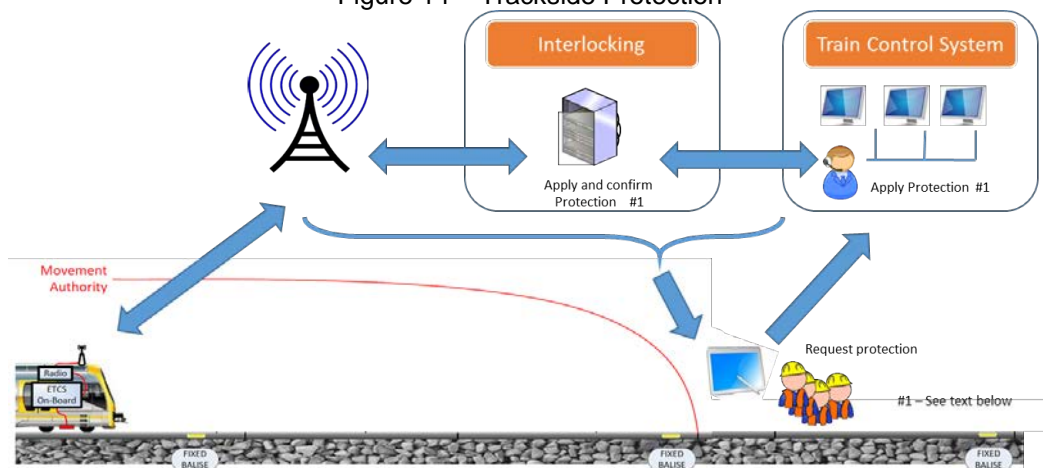 Figure
Trackside Protection
Interlocking
Train Control System
Apply and confirm
Protection #1
Apply Protection #1
Movement
Authority
Request protection
Radio
ETCS
On-Board
#1 – See text below
FIXED
BALISE
FIXED
BALISE
FIXED
BALISE